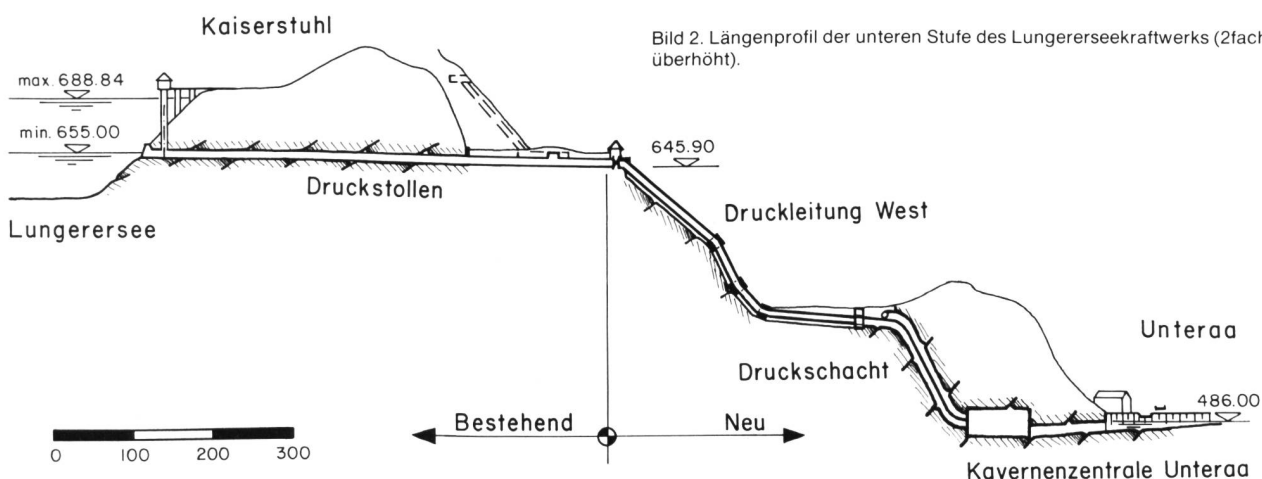 Kaiserstuhl
Bild 2. Längenprofil der unteren Stufe des Lungererseekraftwerks (2fach
überhöht).
max. 688.84
min. 655.00
645.90
Druckstollen
Lungerersee
Druckleitung West
Unteraa
Druckschacht
486.00
Bestehend
Neu
0 100 200 300
Kavernenzentrale Unteraa